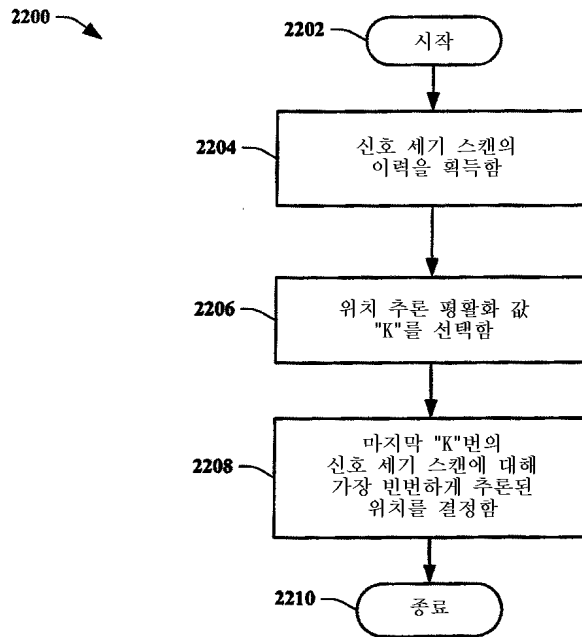 2200
2202
시작
2204
신호 세기 스캔의
이력을 획득함
2206
위치 추론 평활화 값
"K"를 선택함
2208
마지막 "K"번의
신호 세기 스캔에 대해
가장 빈번하게 추론된
위치를 결정함
2210
종료